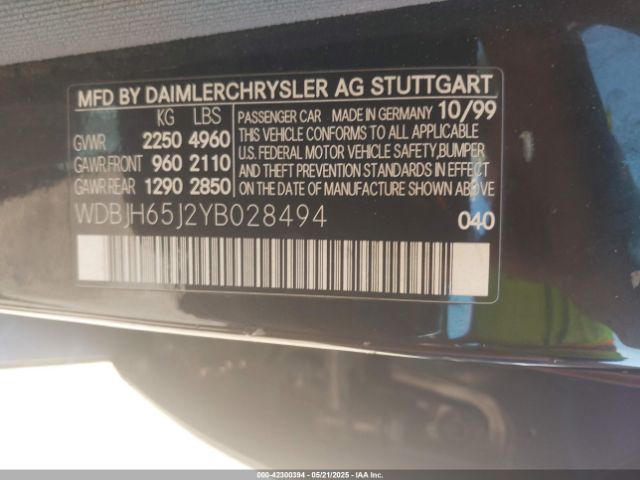 MFD BY DAIMLERCHRYSLER AG STUTTGART
KG LBS
GVWR 2250 4960
GAWR.FRONT 960 2110
GAWR.REAR 1290 2850
PASSENGER CAR MADE IN GERMANY 10/99
THIS VEHICLE CONFORMS TO ALL APPLICABLE
U.S. FEDERAL MOTOR VEHICLE SAFETY,BUMPER
AND THEFT PREVENTION STANDARDS IN EFFECT
ON THE DATE OF MANUFACTURE SHOWN ABOVE.
WDBJH65J2YB028494
040
000-42300394 - 05/21/2025 - IAAI.COM